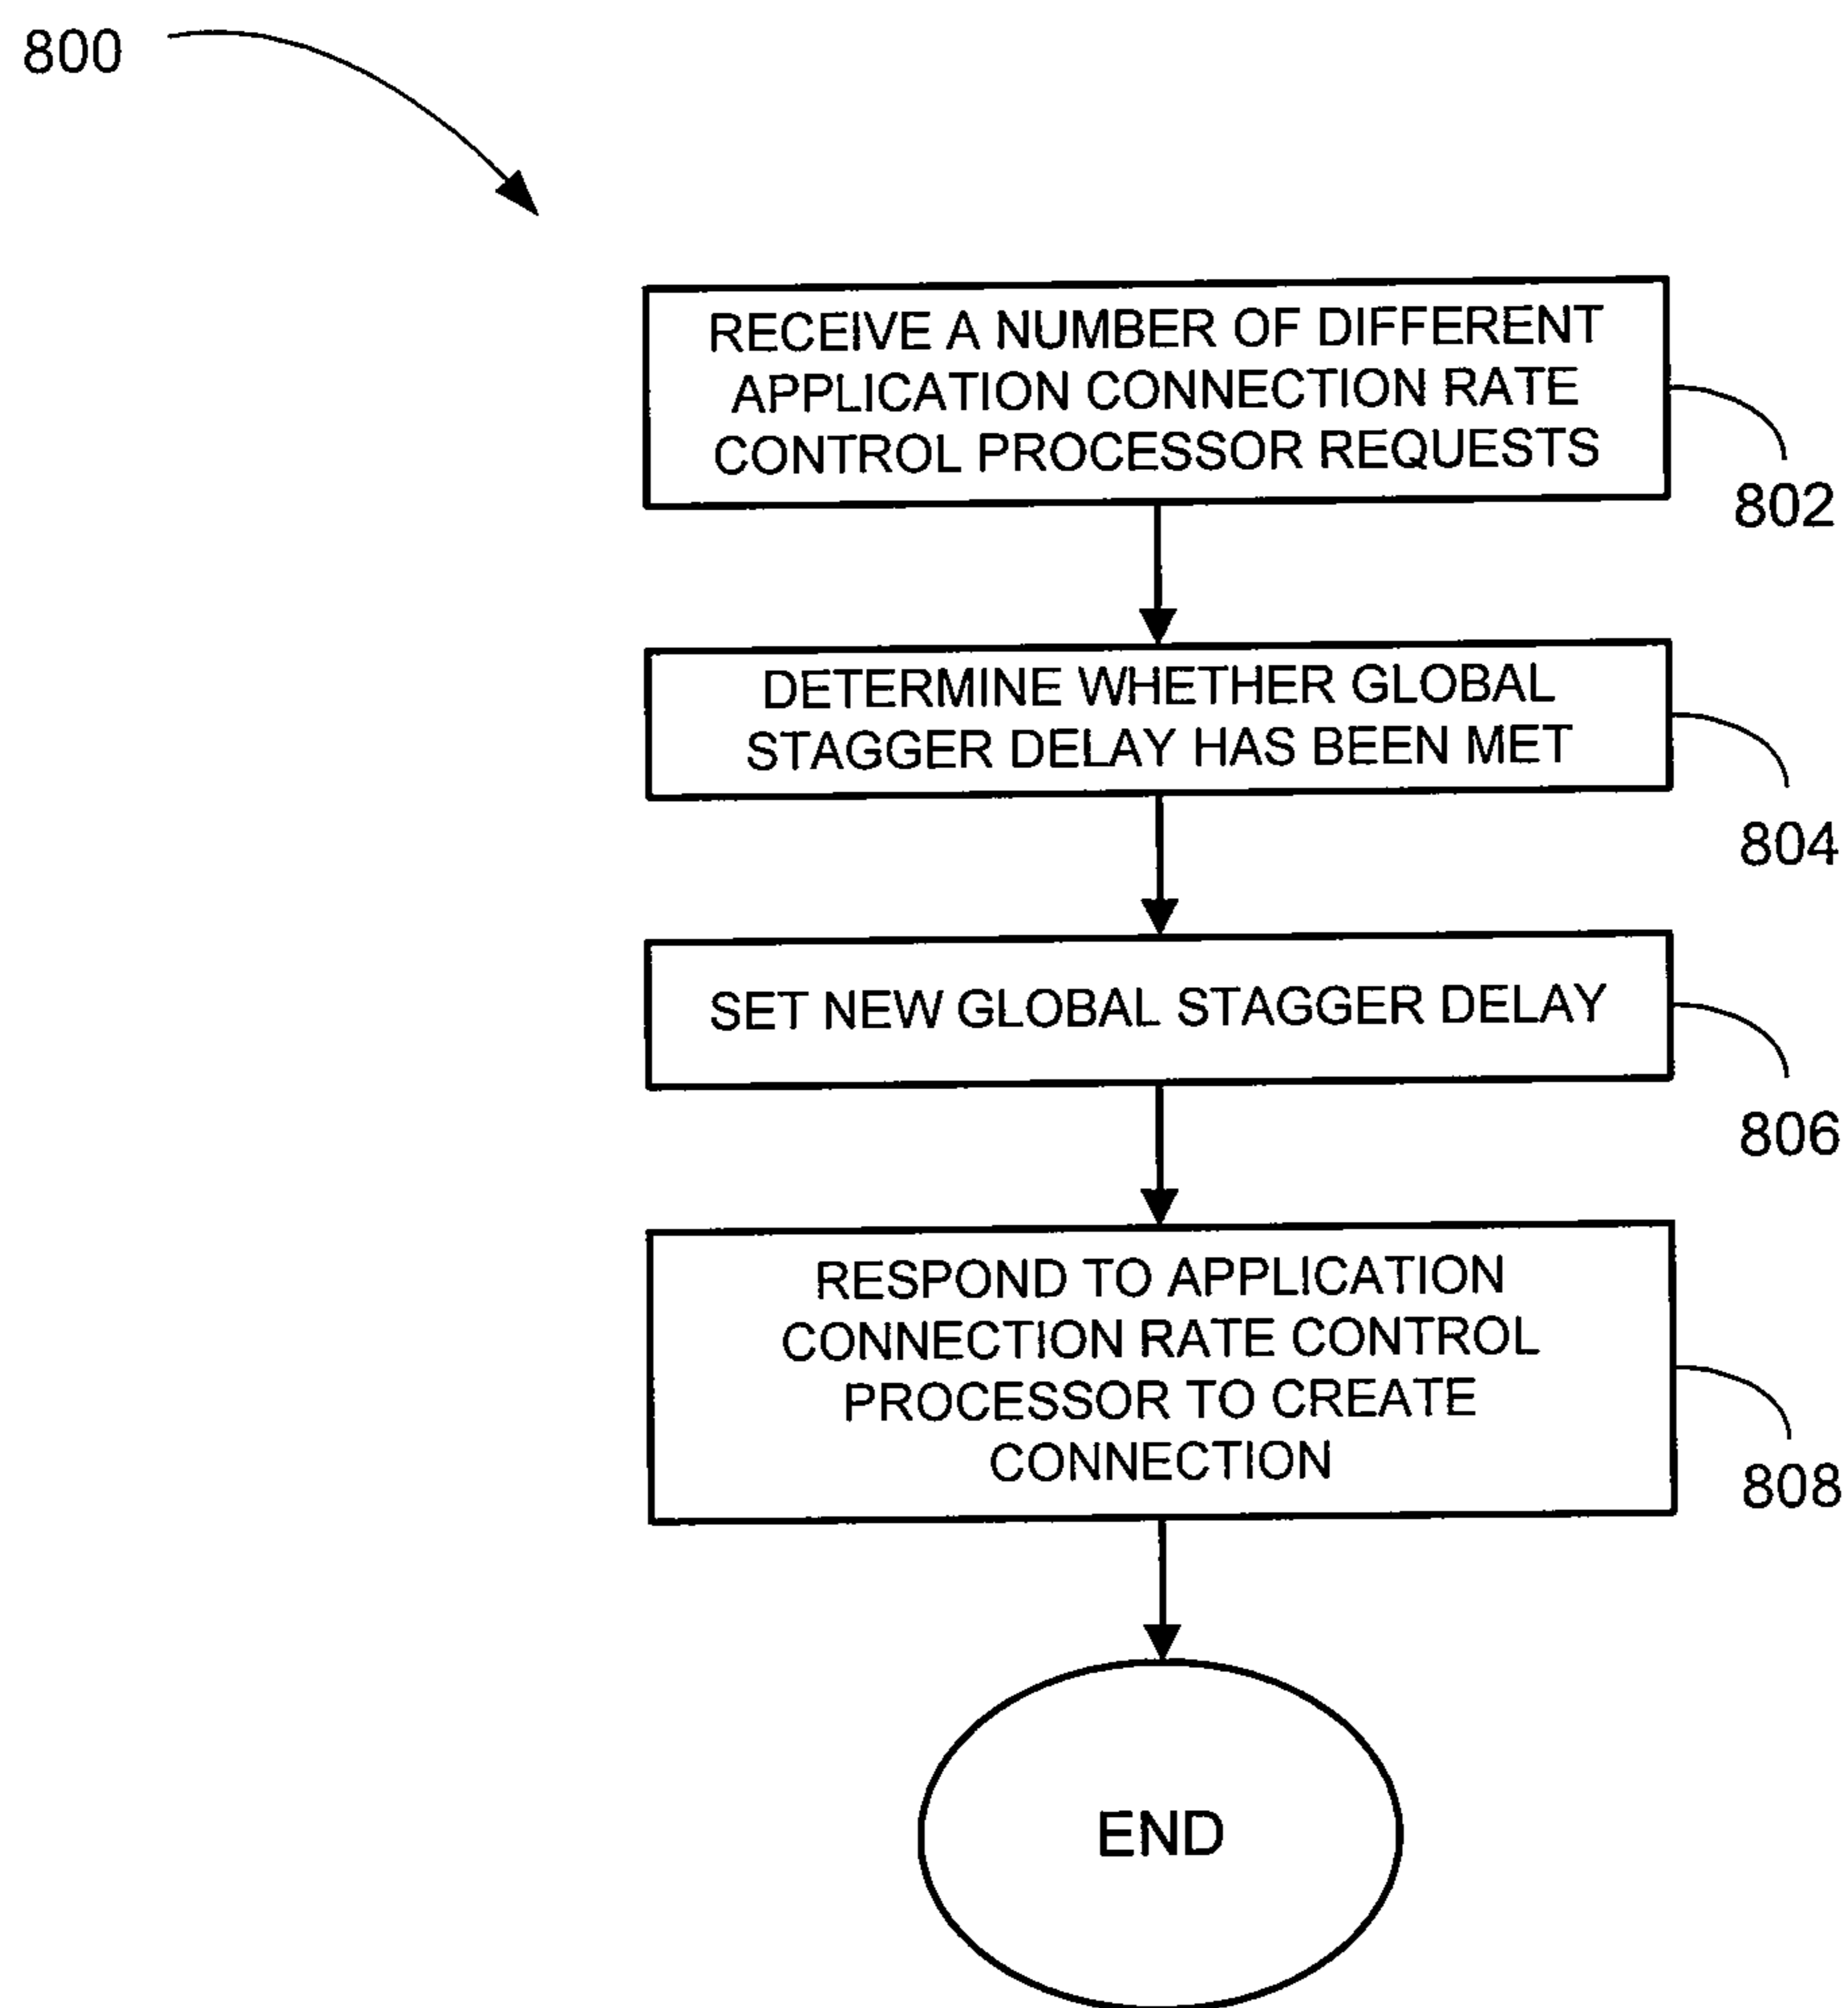 800
RECEIVE A NUMBER OF DIFFERENT
APPLICATION CONNECTION RATE
CONTROL PROCESSOR REQUESTS
802
DETERMINE WHETHER GLOBAL
STAGGER DELAY HAS BEEN MET
804
SET NEW GLOBAL STAGGER DELAY
806
RESPOND TO APPLICATION
CONNECTION RATE CONTROL
PROCESSOR TO CREATE
CONNECTION
808
END